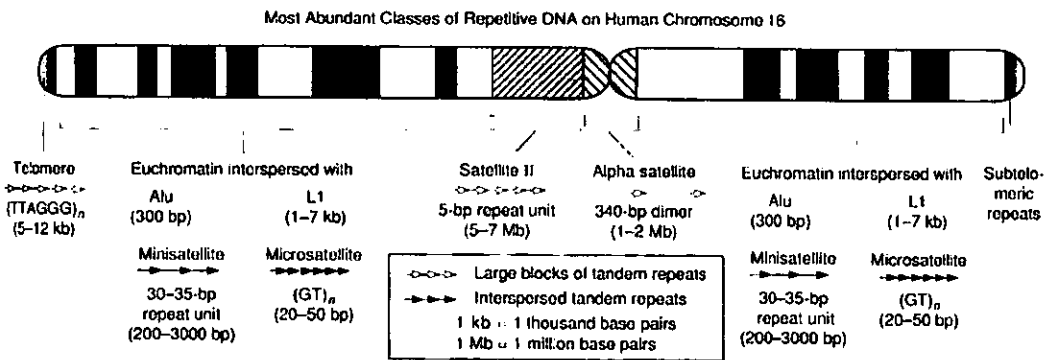 Most Abundant Classes of Repetitive DNA on Human Chromosome 16
Telomere
(TTAGGG)n
(5–12 kb)
Euchromatin interspersed with
Alu
(300 bp)
L1
(1–7 kb)
Minisatellite
30–35-bp
repeat unit
(200–3000 bp)
Microsatellite
(GT)n
(20–50 bp)
Satellite II
5-bp repeat unit
(5–7 Mb)
Alpha satellite
340-bp dimer
(1–2 Mb)
Large blocks of tandem repeats
Interspersed tandem repeats
1 kb = 1 thousand base pairs
1 Mb = 1 million base pairs
Euchromatin interspersed with
Alu
(300 bp)
L1
(1–7 kb)
Minisatellite
30–35-bp
repeat unit
(200–3000 bp)
Microsatellite
(GT)n
(20–50 bp)
Subtelo-
meric
repeats